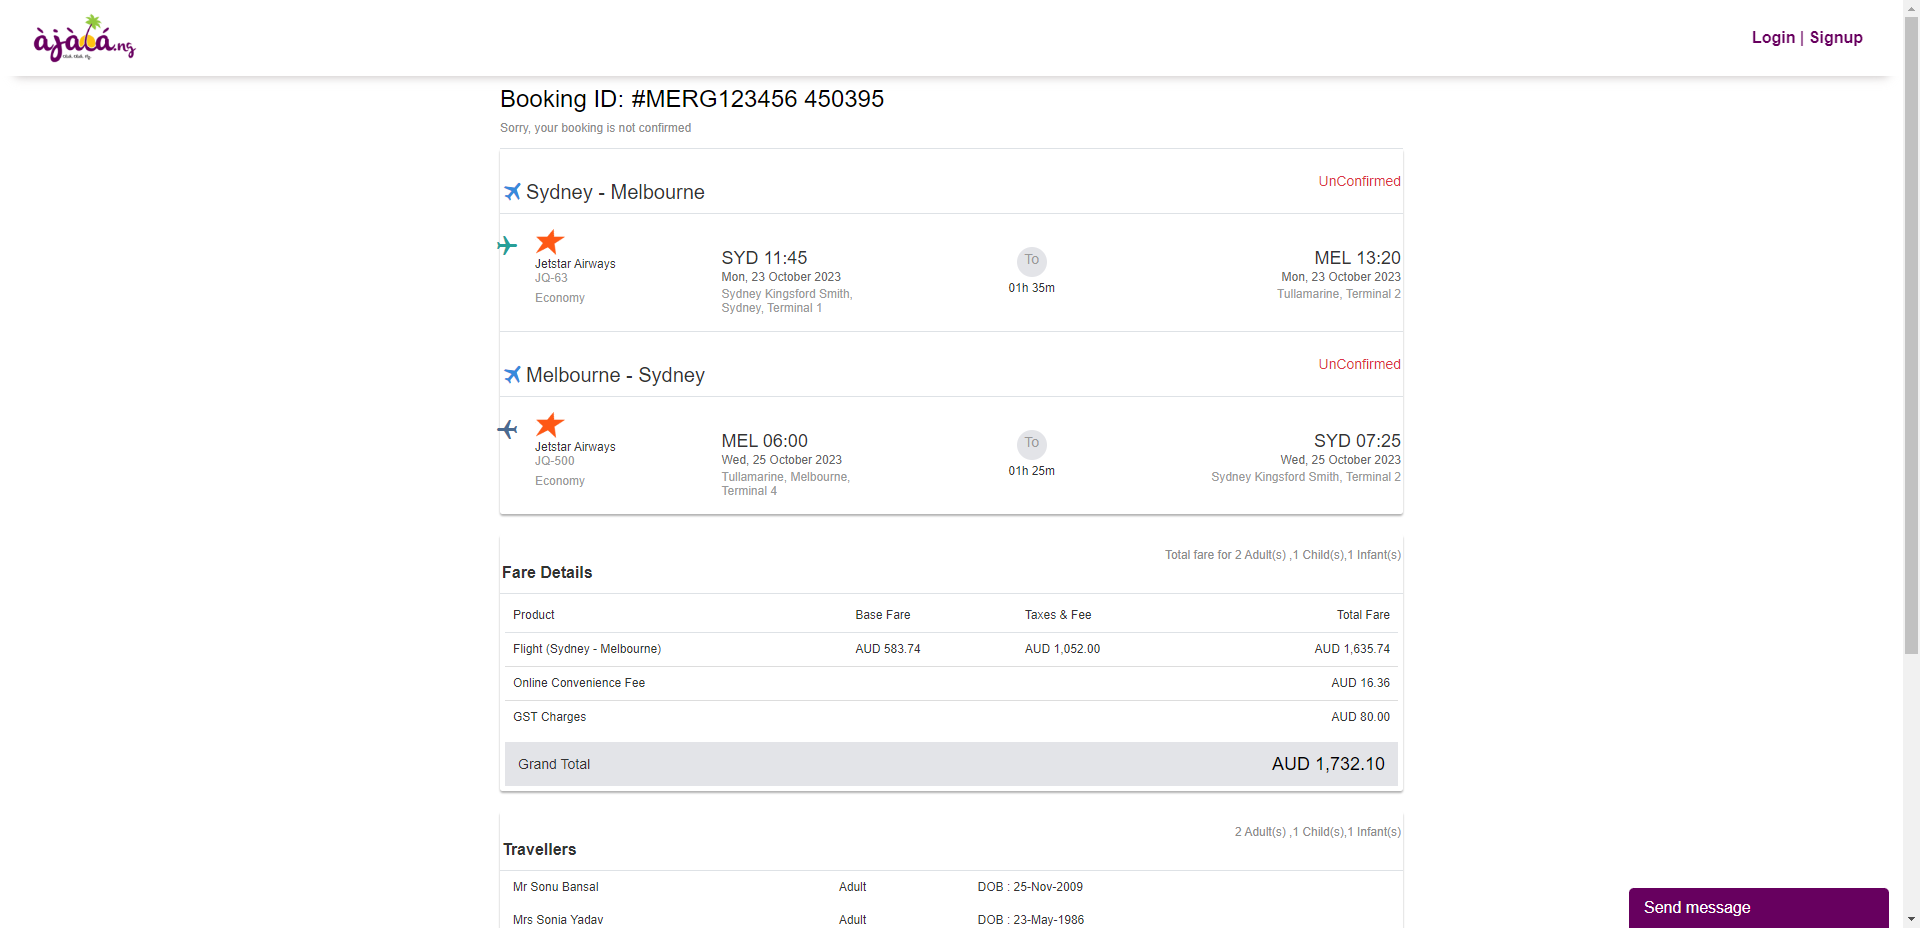 àjàlá.ng
Login | Signup
Booking ID: #MERG123456 450395
Sorry, your booking is not confirmed
Sydney - Melbourne
UnConfirmed
Jetstar Airways
JQ-63
Economy
SYD 11:45
Mon, 23 October 2023
Sydney Kingsford Smith,
Sydney, Terminal 1
To
01h 35m
MEL 13:20
Mon, 23 October 2023
Tullamarine, Terminal 2
Melbourne - Sydney
UnConfirmed
Jetstar Airways
JQ-500
Economy
MEL 06:00
Wed, 25 October 2023
Tullamarine, Melbourne,
Terminal 4
To
01h 25m
SYD 07:25
Wed, 25 October 2023
Sydney Kingsford Smith, Terminal 2
Total fare for 2 Adult(s) ,1 Child(s),1 Infant(s)
Fare Details
Product Base Fare Taxes & Fee Total Fare
Flight (Sydney - Melbourne) AUD 583.74 AUD 1,052.00 AUD 1,635.74
Online Convenience Fee AUD 16.36
GST Charges AUD 80.00
Grand Total AUD 1,732.10
2 Adult(s) ,1 Child(s),1 Infant(s)
Travellers
Mr Sonu Bansal Adult DOB : 25-Nov-2009
Mrs Sonia Yadav Adult DOB : 23-May-1986
Send message